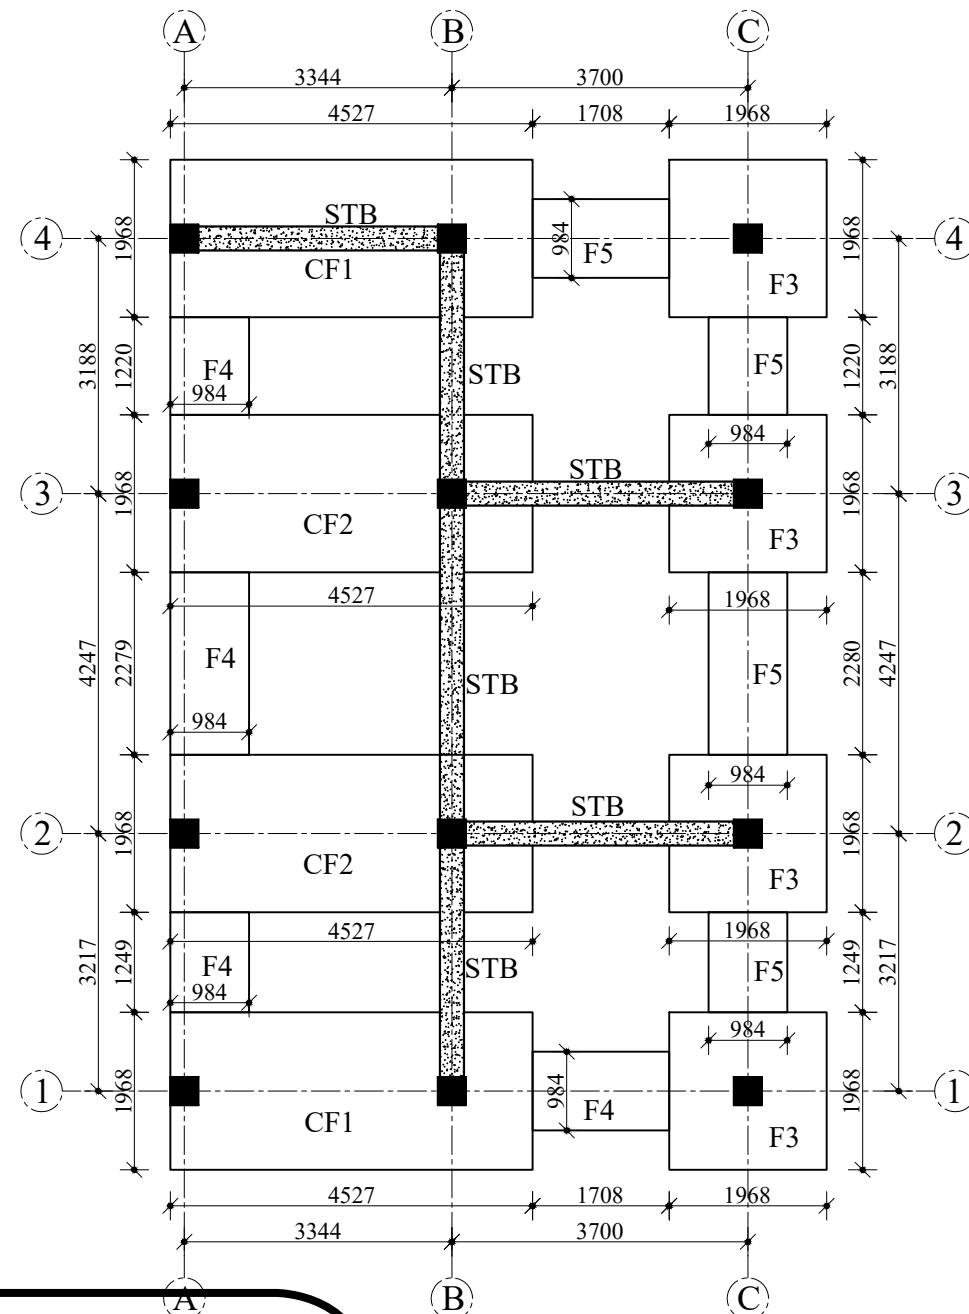 A B C
3344 3700
4527 1708 1968
STB
4 1968 984 1968 4
CF1 F5 F3
3188 1220 F4 STB F5 1220 3188
984
984
STB
3 1968 1968 3
CF2 F3
4527 1968
4247 2279 F4 STB F5 2280 4247
984
984
STB
2 1968 1968 2
CF2 F3
4527 1968
3217 1249 F4 STB F5 1249 3217
984
984
1 1968 984 1968 1
CF1 F4 F3
4527 1708 1968
3344 3700
A B C